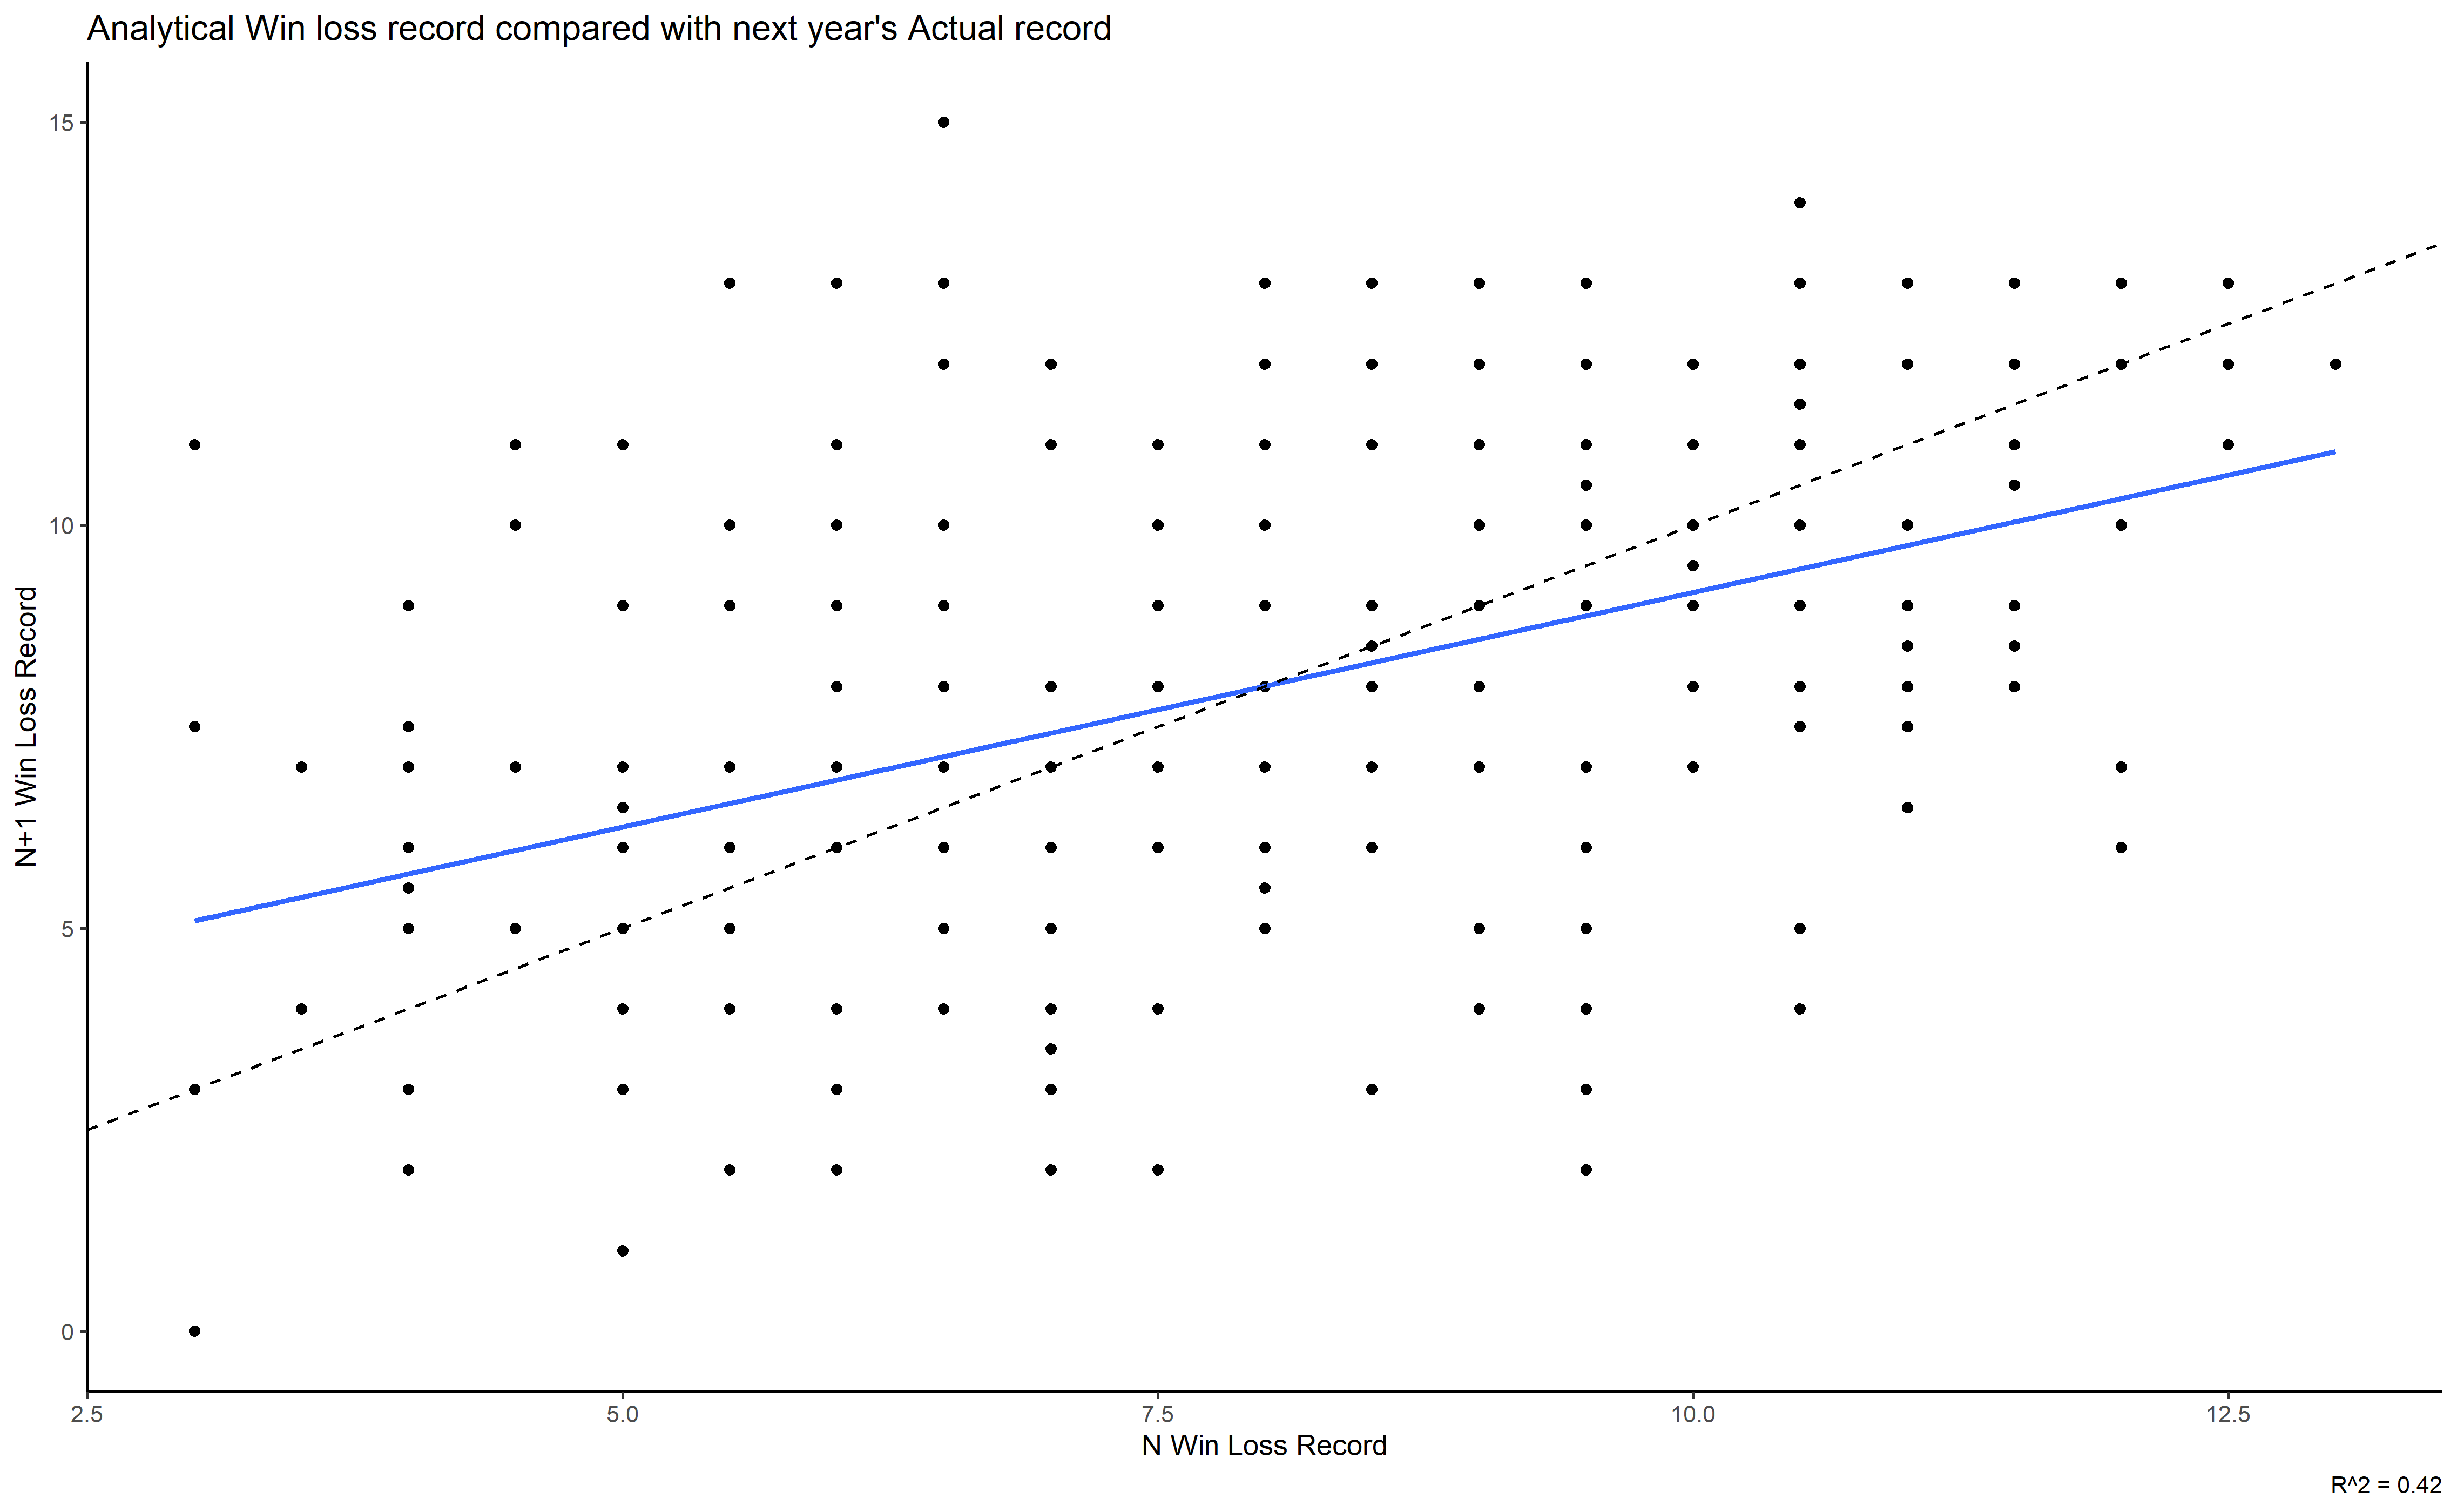 Analytical Win loss record compared with next year's Actual record
15
10
5
0
N+1 Win Loss Record
2.5 5.0 7.5 10.0 12.5
N Win Loss Record
R^2 = 0.42